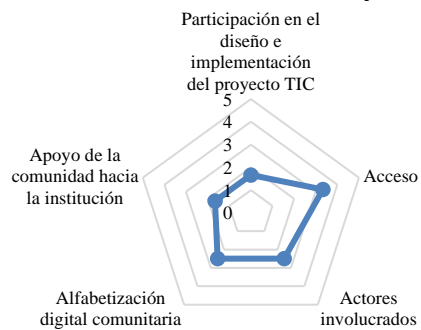 Participación en el
diseño e
implementación
del proyecto TIC
5
4
3
2
1
0
Apoyo de la
comunidad hacia
la institución
Acceso
Alfabetización
digital comunitaria
Actores
involucrados